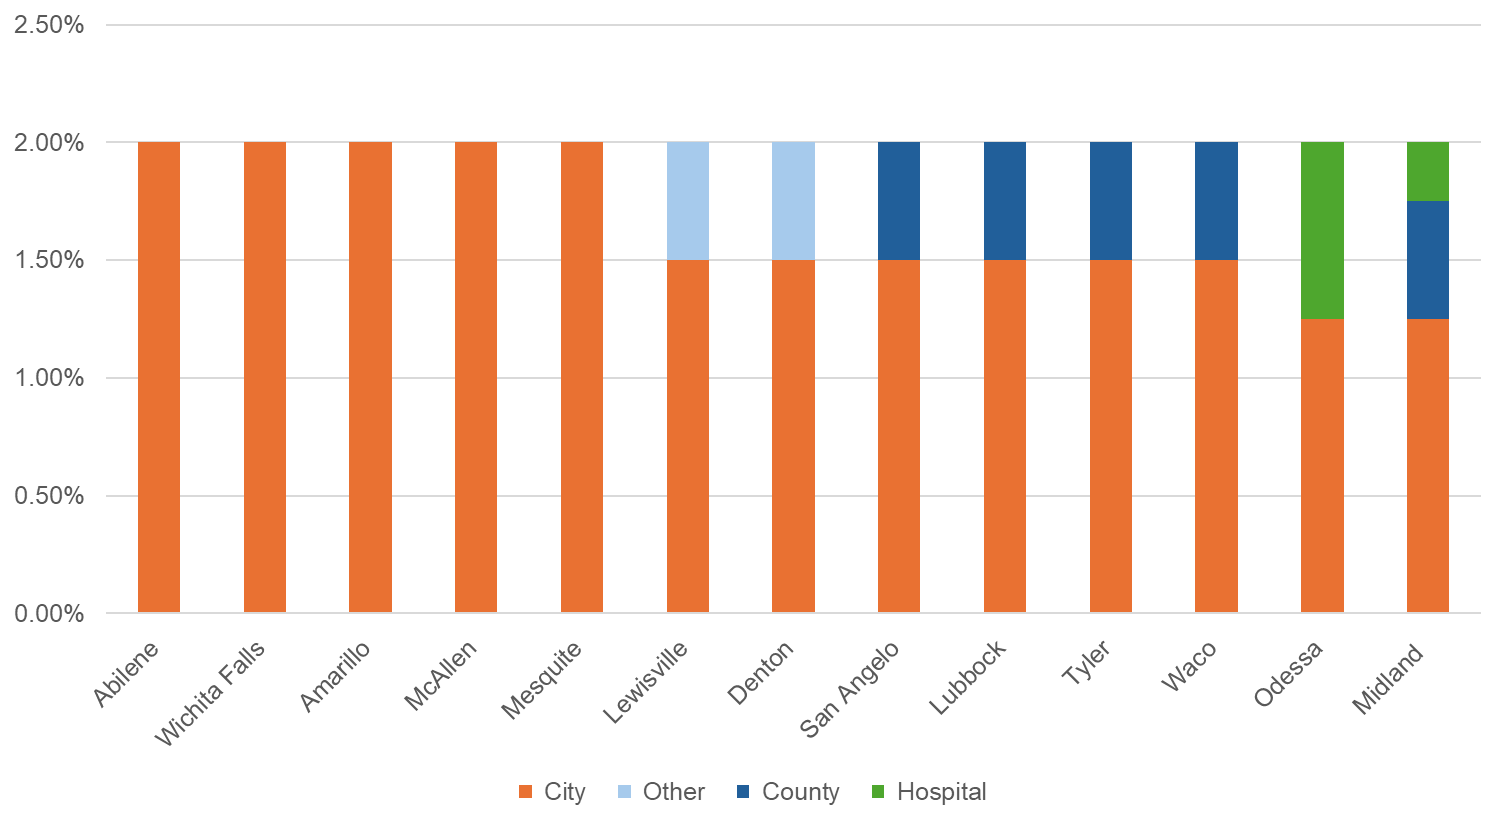 2.50%
2.00%
1.50%
1.00%
0.50%
0.00%
Abilene
Wichita Falls
Amarillo
McAllen
Mesquite
Lewisville
Denton
San Angelo
Lubbock
Tyler
Waco
Odessa
Midland
City Other County Hospital